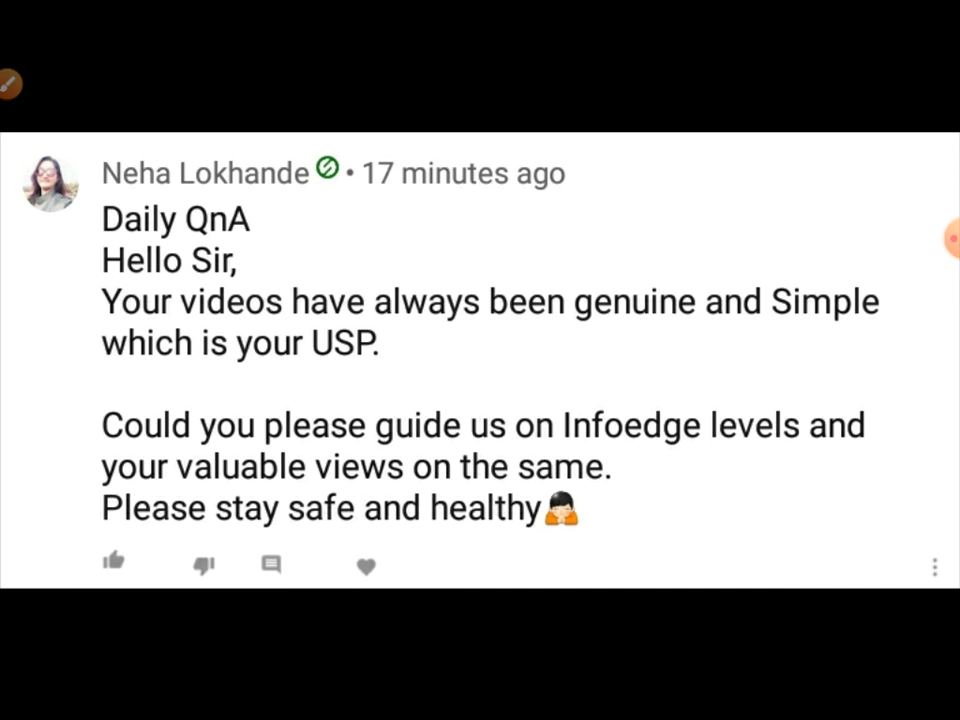 Neha Lokhande • 17 minutes ago
Daily QnA
Hello Sir,
Your videos have always been genuine and Simple
which is your USP.
Could you please guide us on Infoedge levels and
your valuable views on the same.
Please stay safe and healthy🙏🏻